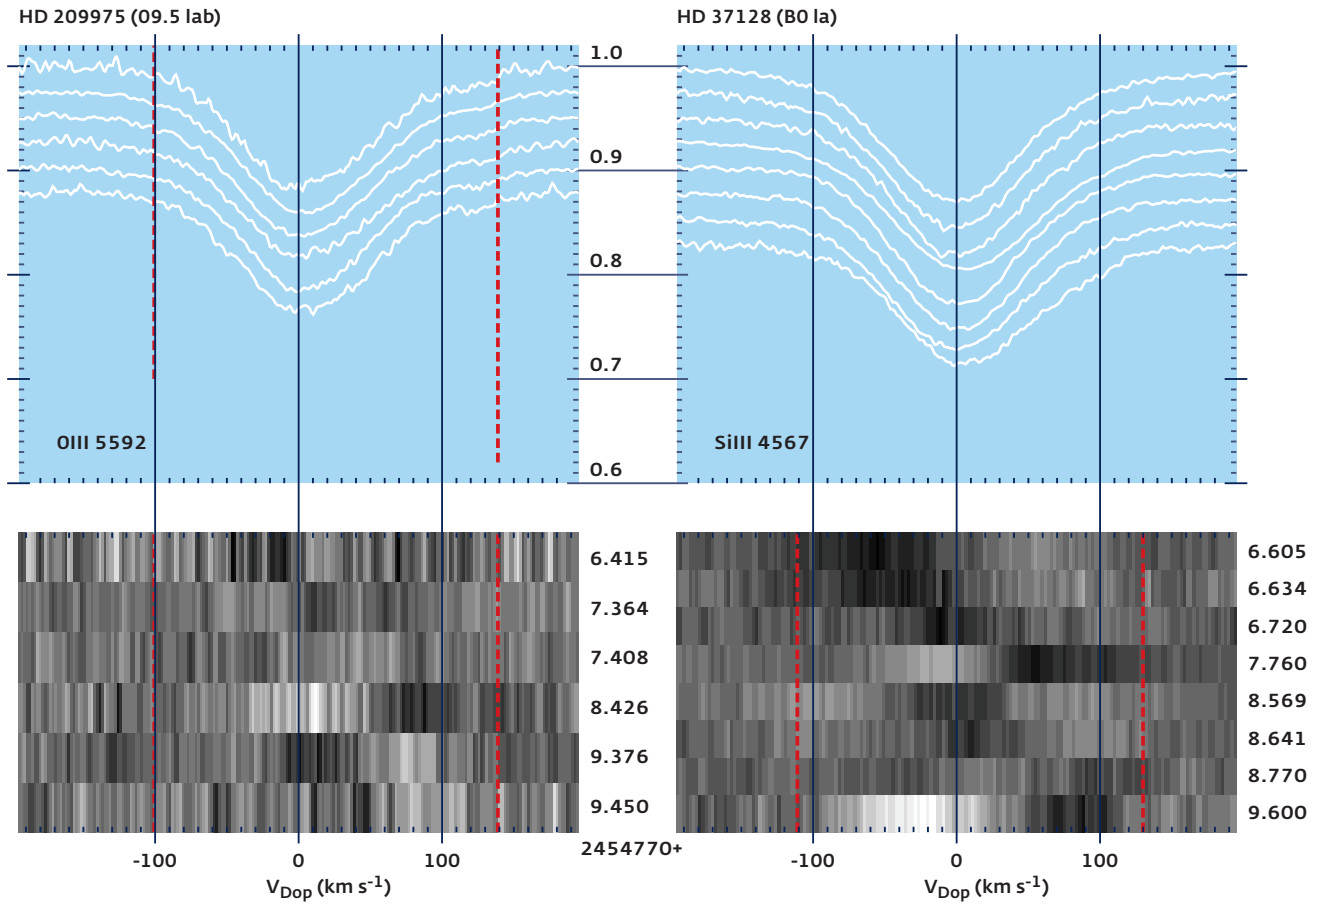 HD 209975 (09.5 lab)
HD 37128 (B0 la)
1.0
0.9
0.8
0.7
0.6
0III 5592
SiIII 4567
6.415
7.364
7.408
8.426
9.376
9.450
2454770+
6.605
6.634
6.720
7.760
8.569
8.641
8.770
9.600
-100 0 100
-100 0 100
VDop (km s-1)
VDop (km s-1)